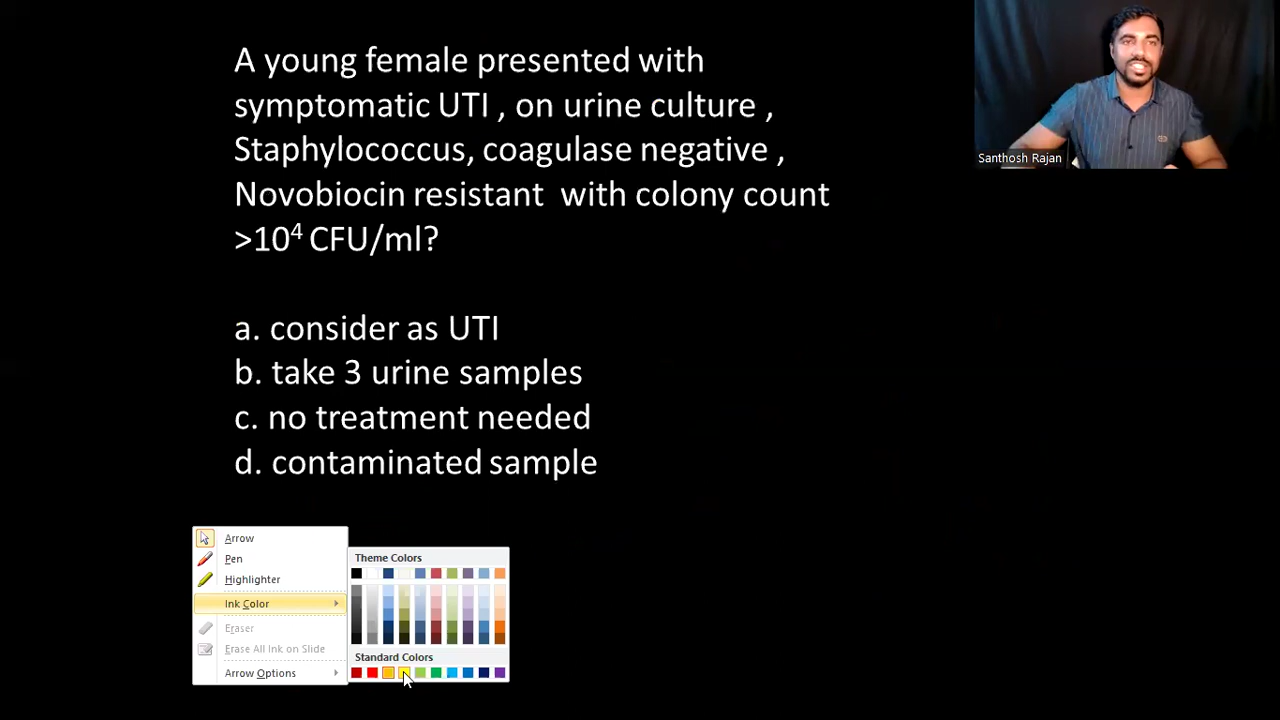 A young female presented with
symptomatic UTI , on urine culture ,
Staphylococcus, coagulase negative ,
Novobiocin resistant  with colony count
>10⁴ CFU/ml?
a. consider as UTI
b. take 3 urine samples
c. no treatment needed
d. contaminated sample
Santhosh Rajan
Arrow
Pen
Highlighter
Ink Color
Eraser
Erase All Ink on Slide
Arrow Options
Theme Colors
Standard Colors